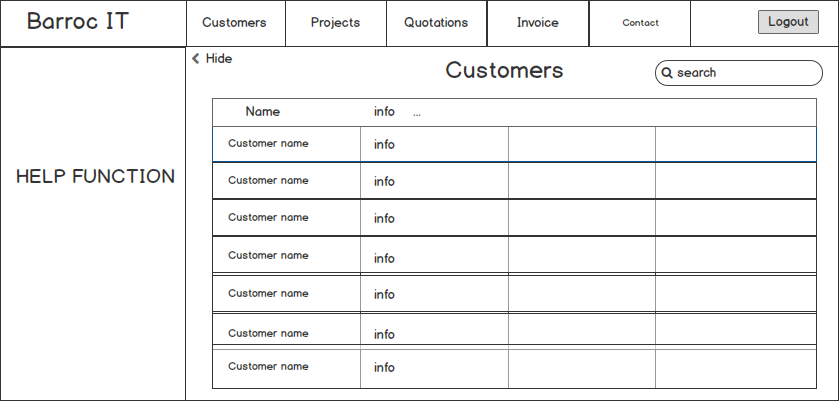 Barroc IT
Customers
Projects
Quotations
Invoice
Contact
Logout
Hide
Customers
search
HELP FUNCTION
Name info ...
Customer name info
Customer name info
Customer name info
Customer name info
Customer name info
Customer name info
Customer name info